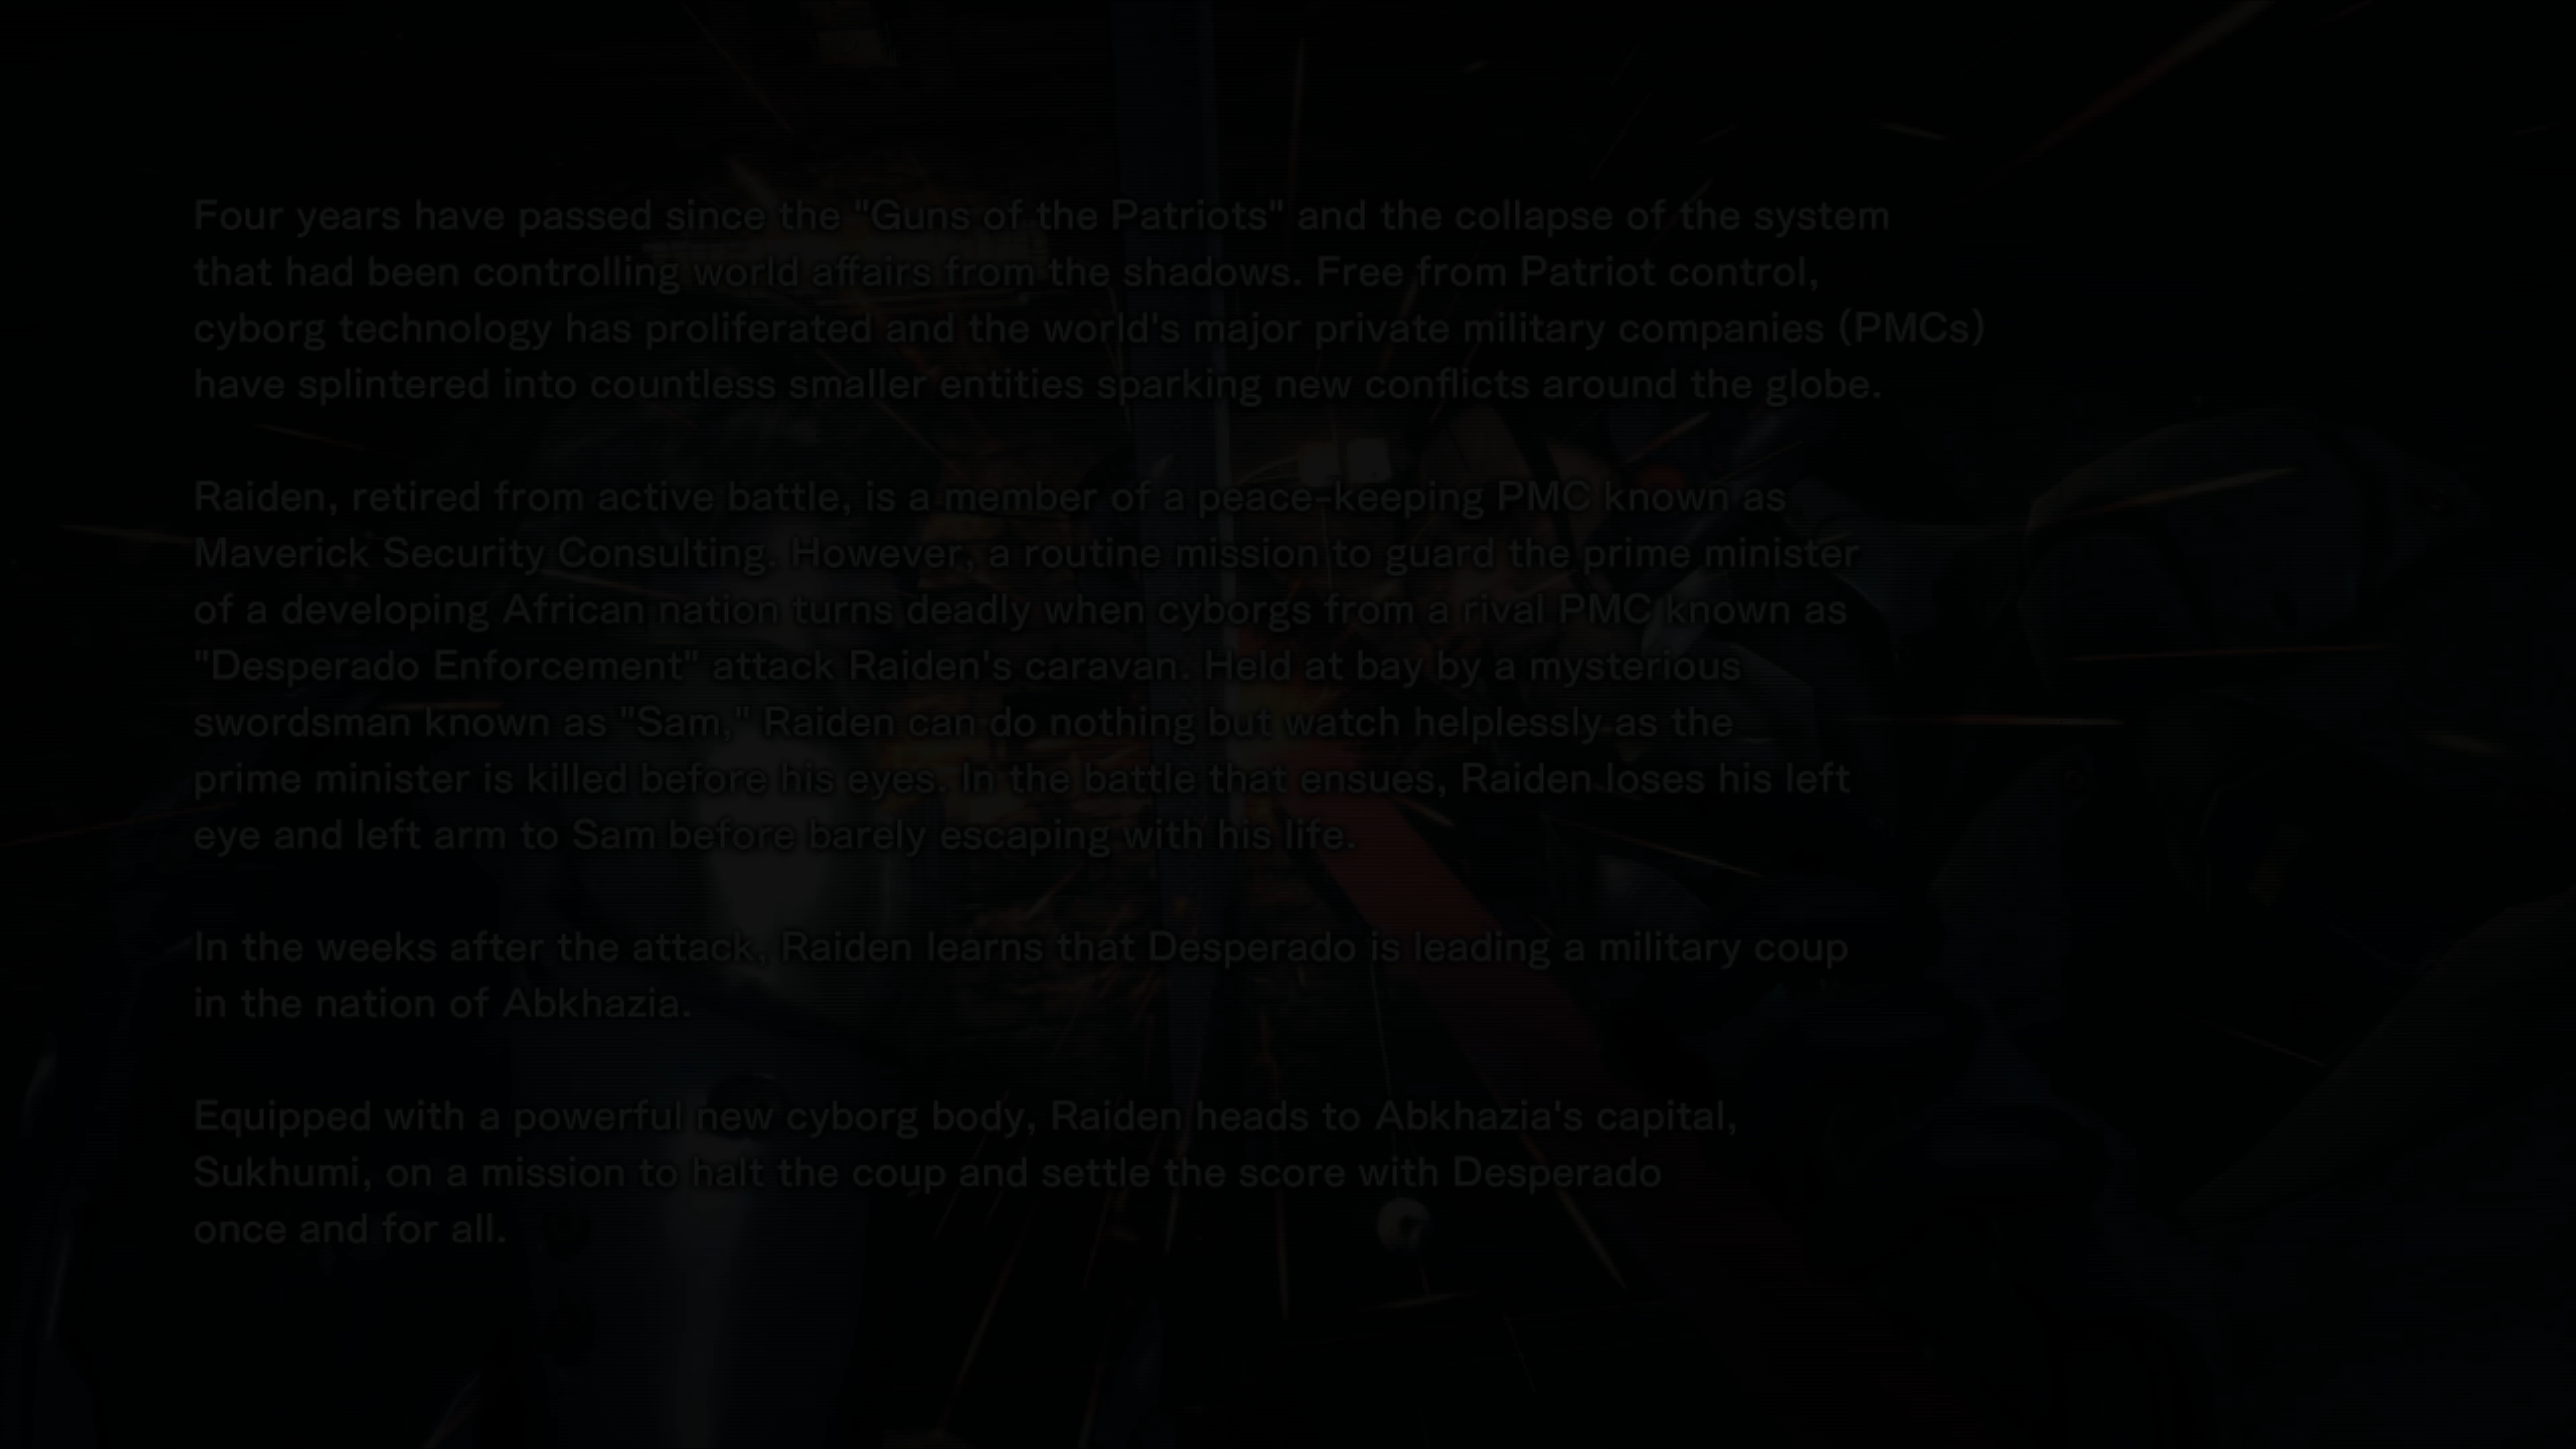 Four years have passed since the "Guns of the Patriots" and the collapse of the system
that had been controlling world affairs from the shadows. Free from Patriot control,
cyborg technology has proliferated and the world's major private military companies (PMCs)
have splintered into countless smaller entities sparking new conflicts around the globe.
Raiden, retired from active battle, is a member of a peace-keeping PMC known as
Maverick Security Consulting. However, a routine mission to guard the prime minister
of a developing African nation turns deadly when cyborgs from a rival PMC known as
"Desperado Enforcement" attack Raiden's caravan. Held at bay by a mysterious
swordsman known as "Sam," Raiden can do nothing but watch helplessly as the
prime minister is killed before his eyes. In the battle that ensues, Raiden loses his left
eye and left arm to Sam before barely escaping with his life.
In the weeks after the attack, Raiden learns that Desperado is leading a military coup
in the nation of Abkhazia.
Equipped with a powerful new cyborg body, Raiden heads to Abkhazia's capital,
Sukhumi, on a mission to halt the coup and settle the score with Desperado
once and for all.